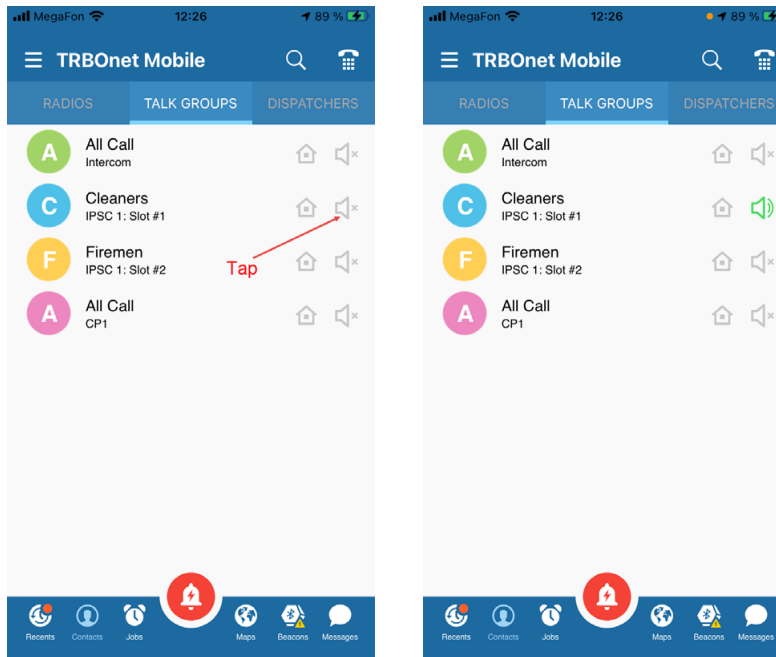 MegaFon 12:26 89 %
TRBOnet Mobile
RADIOS TALK GROUPS DISPATCHERS
A All Call
Intercom
C Cleaners
IPSC 1: Slot #1
F Firemen
IPSC 1: Slot #2
Tap
A All Call
CP1
Recents Contacts Jobs Maps Beacons Messages
MegaFon 12:26 89 %
TRBOnet Mobile
RADIOS TALK GROUPS DISPATCHERS
A All Call
Intercom
C Cleaners
IPSC 1: Slot #1
F Firemen
IPSC 1: Slot #2
A All Call
CP1
Recents Contacts Jobs Maps Beacons Messages